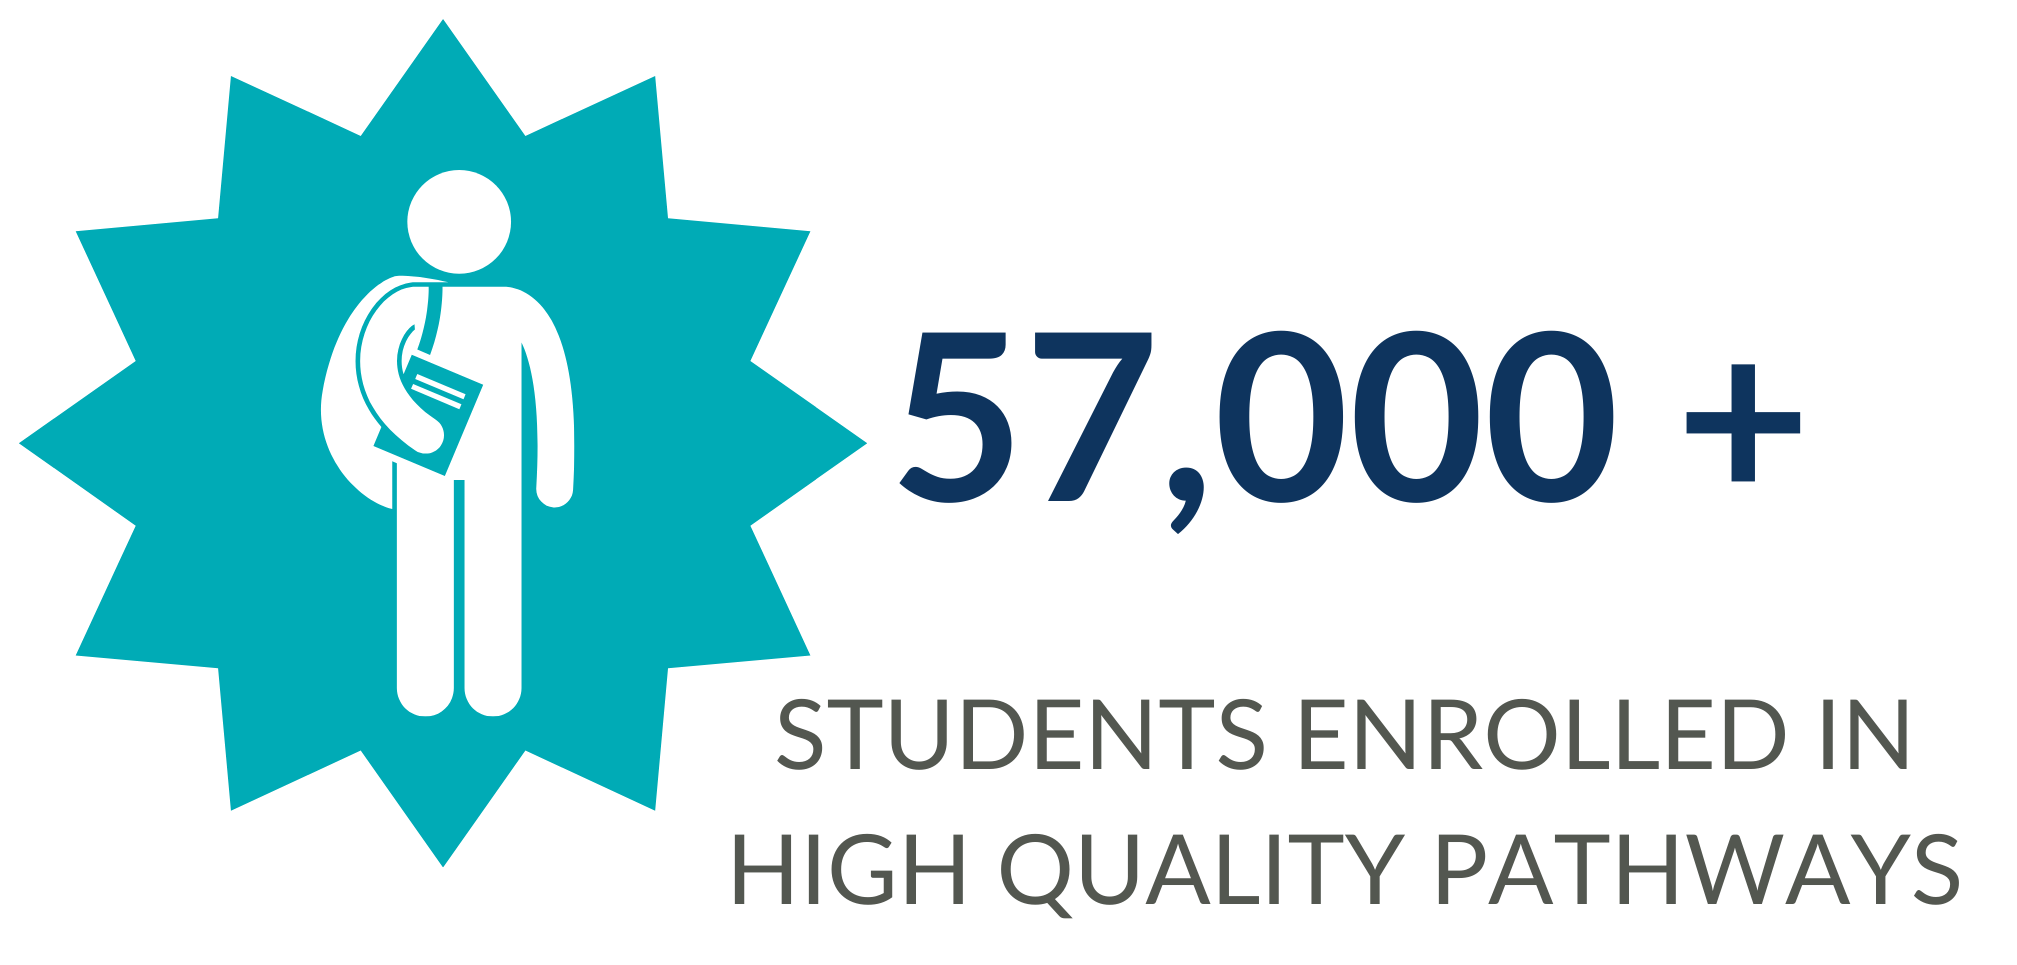 57,000 +
STUDENTS ENROLLED IN
HIGH QUALITY PATHWAYS